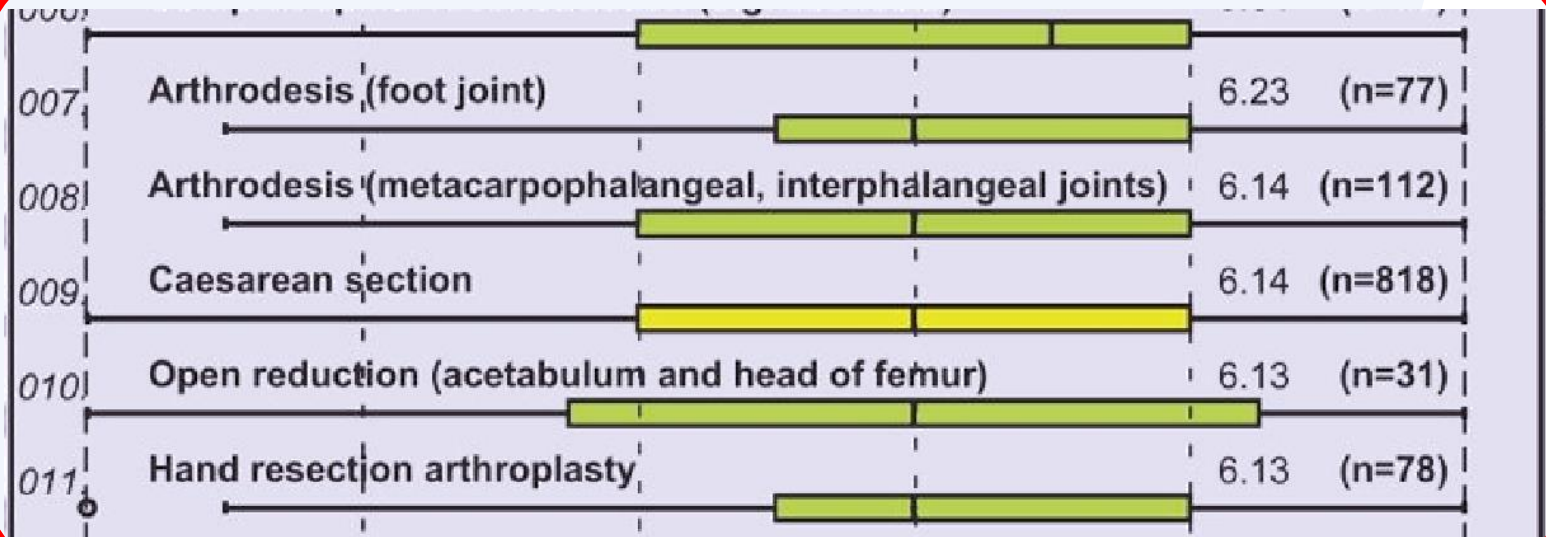 007 Arthrodesis (foot joint) 6.23 (n=77)
008 Arthrodesis (metacarpophalangeal, interphalangeal joints) 6.14 (n=112)
009 Caesarean section 6.14 (n=818)
010 Open reduction (acetabulum and head of femur) 6.13 (n=31)
011 Hand resection arthroplasty 6.13 (n=78)